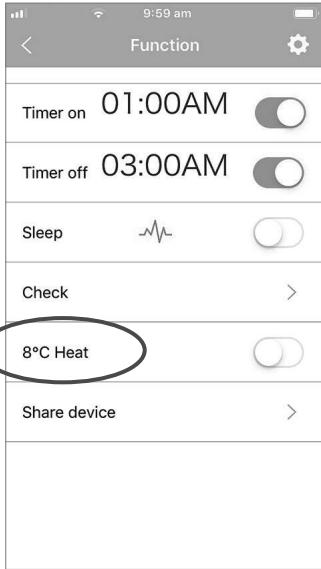 9:59 am
Function
Timer on 01:00AM
Timer off 03:00AM
Sleep
Check
8°C Heat
Share device